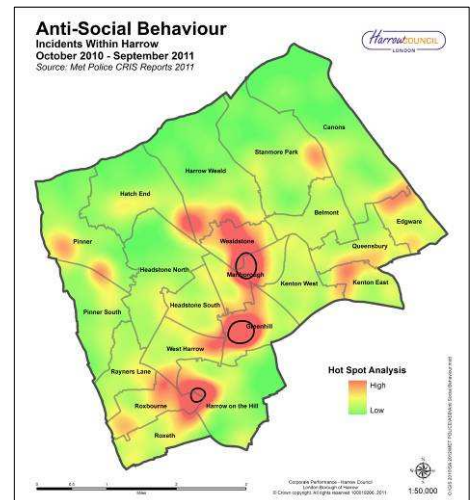 Anti-Social Behaviour
Incidents Within Harrow
October 2010 - September 2011
Source: Met Police CRIS Reports 2011
Harrow COUNCIL
LONDON
Canons
Stanmore Park
Harrow Weald
Hatch End
Belmont
Edgware
Wealdstone
Pinner
Queensbury
Headstone North
Marlborough
Kenton West
Kenton East
Pinner South
Headstone South
Greenhill
West Harrow
Rayners Lane
Hot Spot Analysis
High
Low
Roxbourne
Harrow on the Hill
Roxeth
Miles
Corporate Performance - Harrow Council
London Borough of Harrow
1:50,000